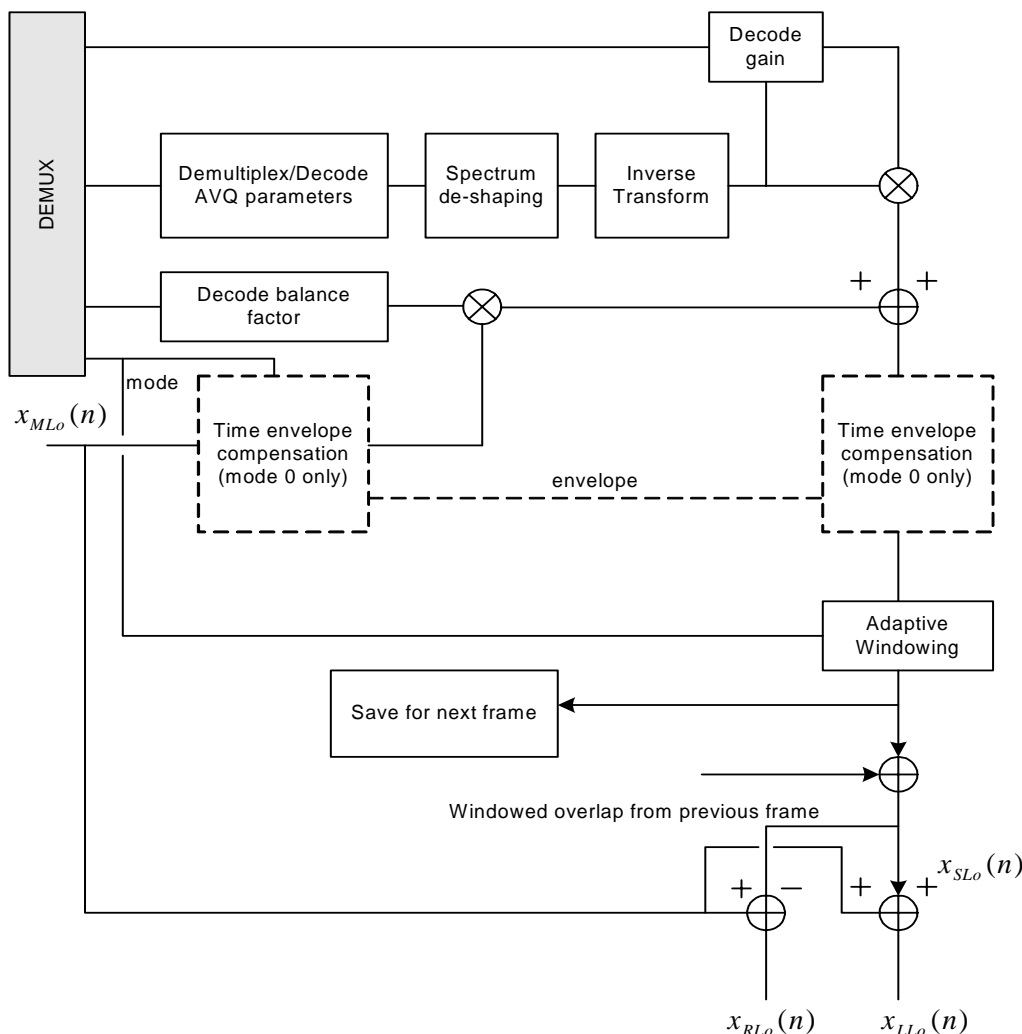 Decode
gain
DEMUX
Demultiplex/Decode
AVQ parameters
Spectrum
de-shaping
Inverse
Transform
+ +
Decode balance
factor
mode
x_{MLo}(n)
Time envelope
compensation
(mode 0 only)
envelope
Time envelope
compensation
(mode 0 only)
Adaptive
Windowing
Save for next frame
Windowed overlap from previous frame
x_{SLo}(n)
+ − + +
x_{RLo}(n) x_{LLo}(n)